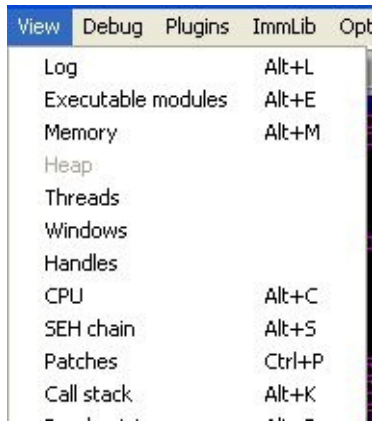 View Debug Plugins ImmLib Opt
Log Alt+L
Executable modules Alt+E
Memory Alt+M
Heap
Threads
Windows
Handles
CPU Alt+C
SEH chain Alt+S
Patches Ctrl+P
Call stack Alt+K